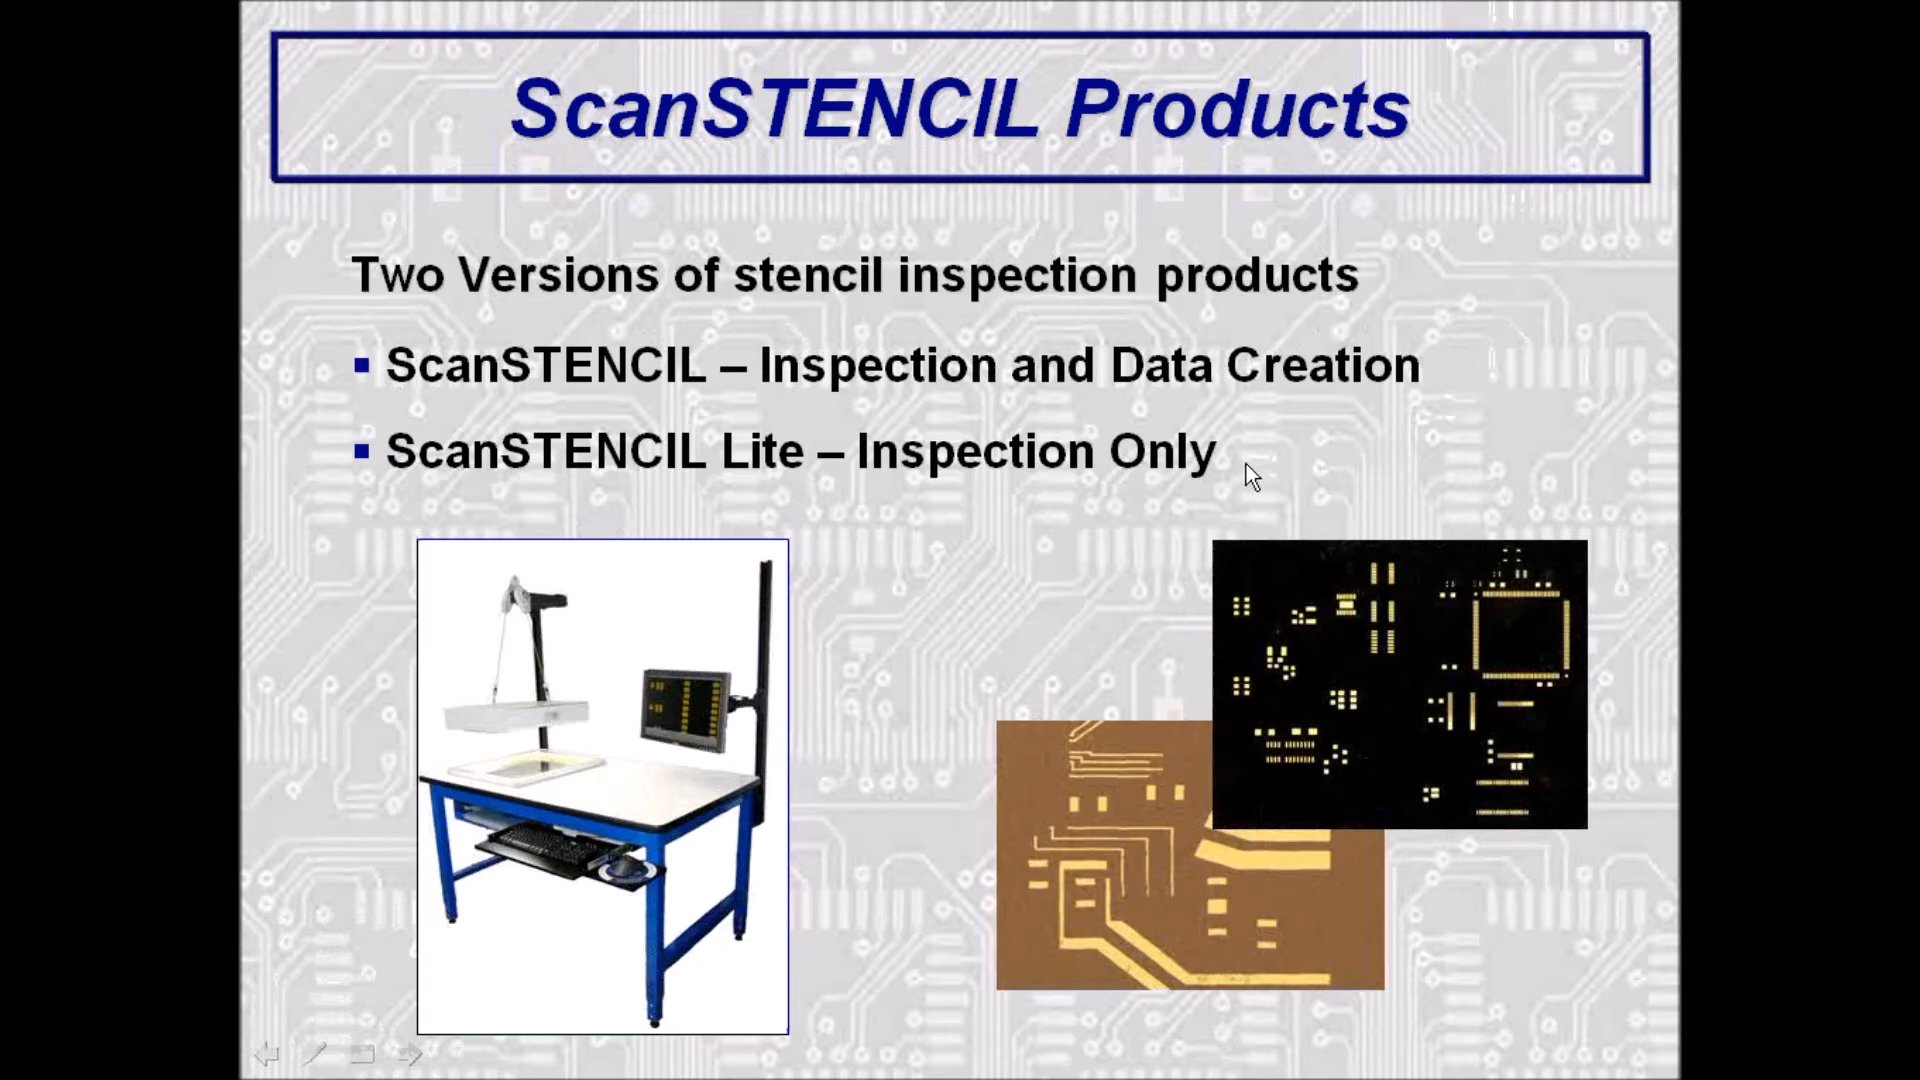 ScanSTENCIL Products
Two Versions of stencil inspection products
ScanSTENCIL – Inspection and Data Creation
ScanSTENCIL Lite – Inspection Only